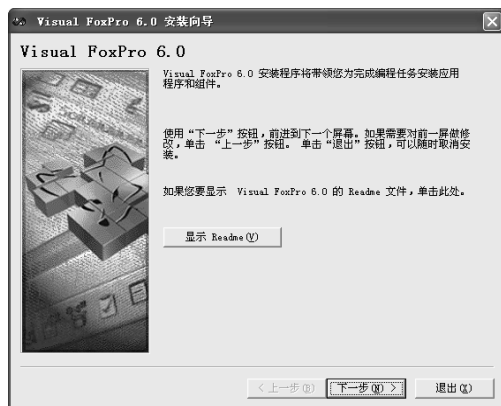 Visual FoxPro 6.0 安装向导
Visual FoxPro 6.0
Visual FoxPro 6.0 安装程序将带领您为完成编程任务安装应用
程序和组件。
使用“下一步”按钮，前进到下一个屏幕。如果需要对前一屏做修
改，单击 “上一步”按钮。 单击“退出”按钮，可以随时取消安
装。
如果您要显示 Visual FoxPro 6.0 的 Readme 文件，单击此处。
显示 Readme(V)
< 上一步(B)
下一步(N) >
退出(X)